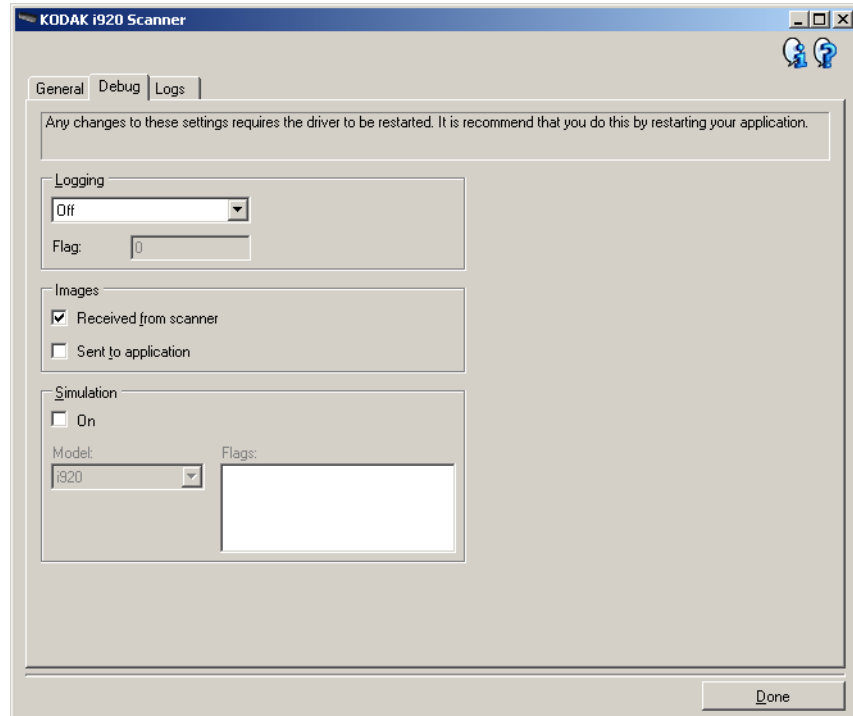 KODAK i920 Scanner
General Debug Logs
Any changes to these settings requires the driver to be restarted. It is recommend that you do this by restarting your application.
Logging
Off
Flag: 0
Images
Received from scanner
Sent to application
Simulation
On
Model: Flags:
i920
Done